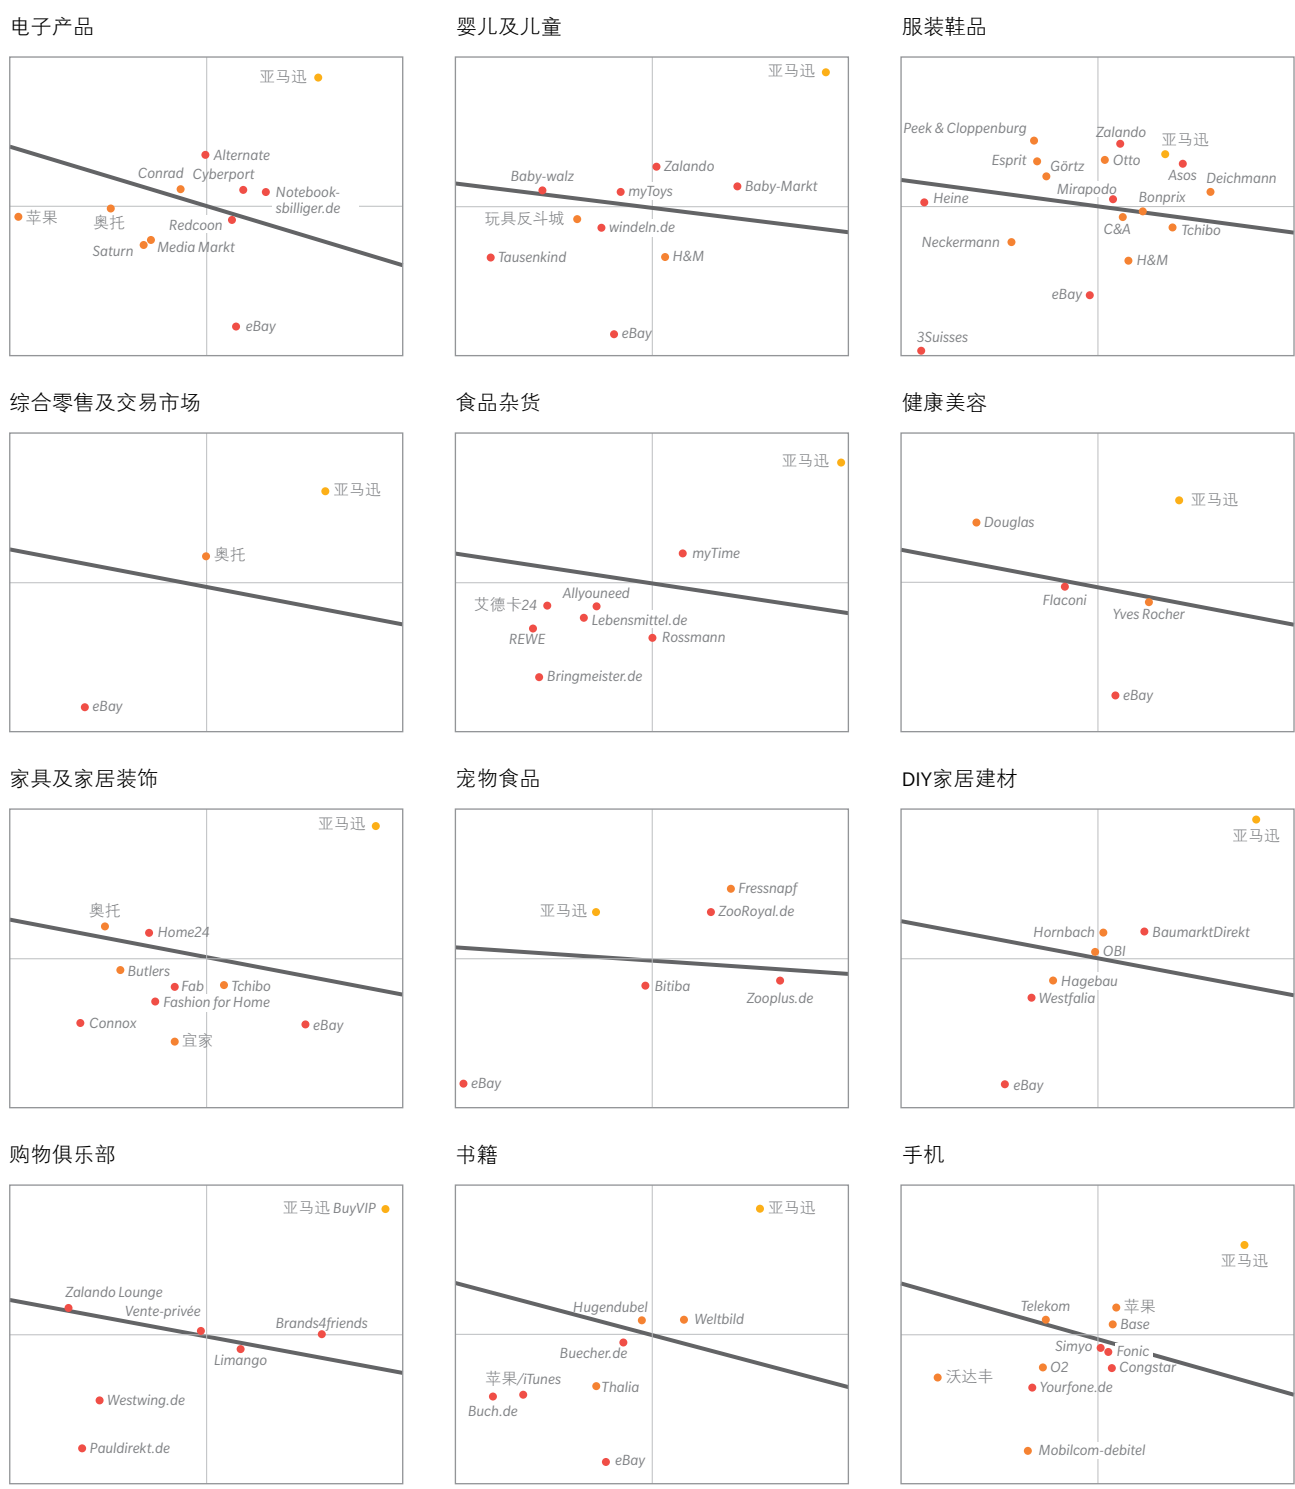 电子产品
亚马迅
Alternate
Conrad
Cyberport
Notebook-
sbilliger.de
苹果
奥托
Redcoon
Saturn
Media Markt
eBay
婴儿及儿童
亚马迅
Zalando
Baby-walz
myToys
Baby-Markt
玩具反斗城
windeln.de
Tausenkind
H&M
eBay
服装鞋品
Peek & Cloppenburg
Zalando
亚马迅
Esprit
Görtz
Otto
Asos
Deichmann
Mirapodo
Heine
Bonprix
C&A
Tchibo
Neckermann
H&M
eBay
3Suisses
综合零售及交易市场
亚马迅
奥托
eBay
食品杂货
亚马迅
myTime
Allyouneed
艾德卡24
Lebensmittel.de
REWE
Rossmann
Bringmeister.de
健康美容
亚马迅
Douglas
Flaconi
Yves Rocher
eBay
家具及家居装饰
亚马迅
奥托
Home24
Butlers
Fab
Tchibo
Fashion for Home
Connox
eBay
宜家
宠物食品
Fressnapf
亚马迅
ZooRoyal.de
Bitiba
Zooplus.de
eBay
DIY家居建材
亚马迅
Hornbach
BaumarktDirekt
OBI
Hagebau
Westfalia
eBay
购物俱乐部
亚马迅 BuyVIP
Zalando Lounge
Vente-privée
Brands4friends
Limango
Westwing.de
Pauldirekt.de
书籍
亚马迅
Hugendubel
Weltbild
Buecher.de
苹果/iTunes
Thalia
Buch.de
eBay
手机
亚马迅
Telekom
苹果
Base
Simyo
Fonic
O2
Congstar
沃达丰
Yourfone.de
Mobilcom-debitel